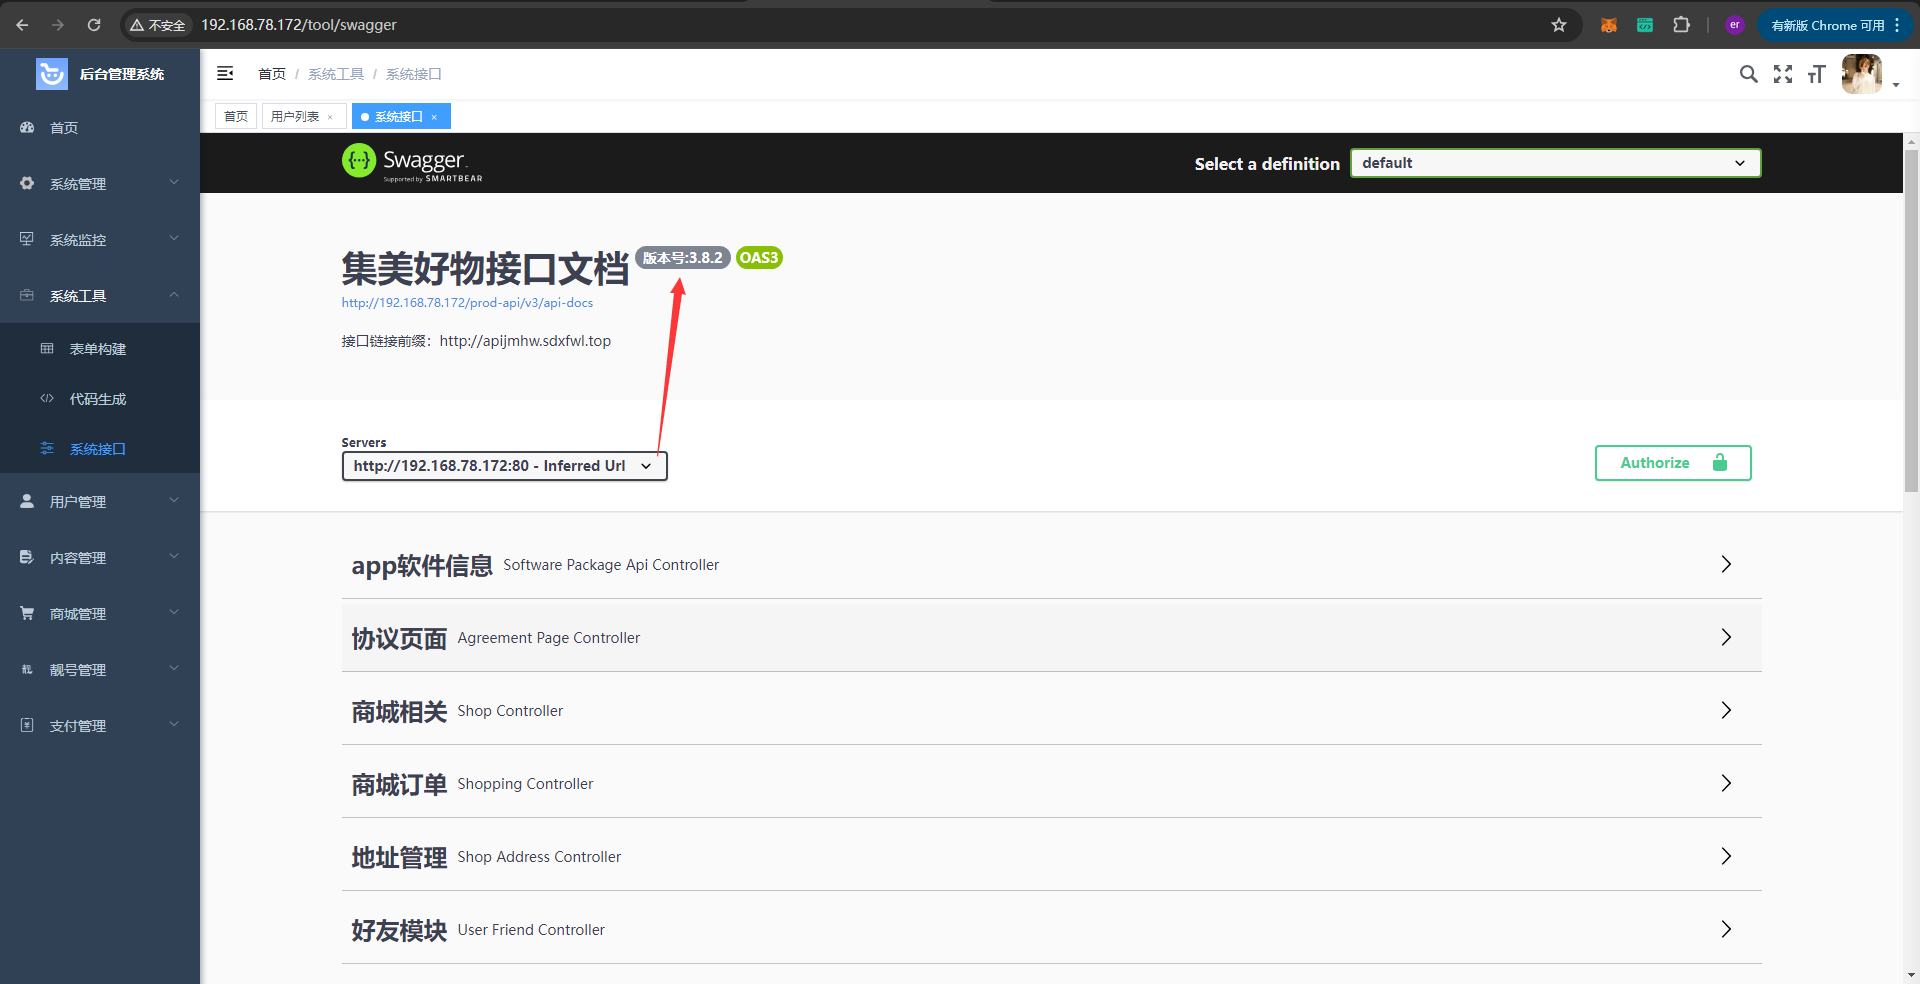 不安全 192.168.78.172/tool/swagger er 有新版 Chrome 可用
后台管理系统
首页 / 系统工具 / 系统接口
首页
用户列表 ×
系统接口 ×
首页
系统管理
系统监控
系统工具
表单构建
代码生成
系统接口
用户管理
内容管理
商城管理
靓号管理
支付管理
Swagger
Supported by SMARTBEAR
Select a definition default
集美好物接口文档 版本号:3.8.2 OAS3
http://192.168.78.172/prod-api/v3/api-docs
接口链接前缀：http://apijmhw.sdxfwl.top
Servers
http://192.168.78.172:80 - Inferred Url
Authorize
app软件信息 Software Package Api Controller
协议页面 Agreement Page Controller
商城相关 Shop Controller
商城订单 Shopping Controller
地址管理 Shop Address Controller
好友模块 User Friend Controller